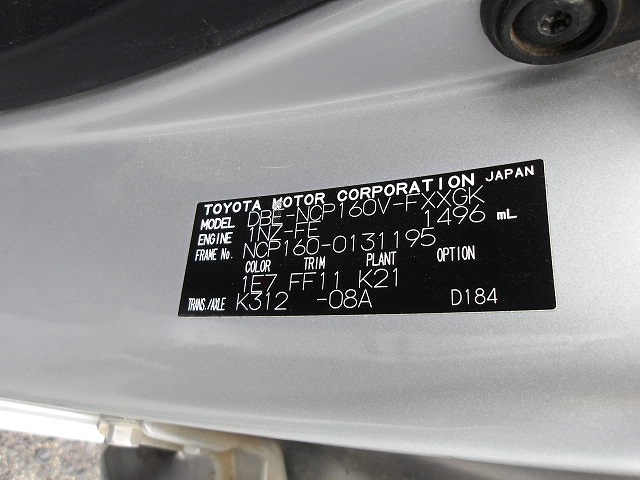 TOYOTA MOTOR CORPORATION JAPAN
MODEL DBE-NCP160V-FXXGK
ENGINE 1NZ-FE 1496 mL
FRAME No. NCP160-0131195
COLOR TRIM PLANT OPTION
1E7 FF11 K21
TRANS./AXLE K312 -08A D184